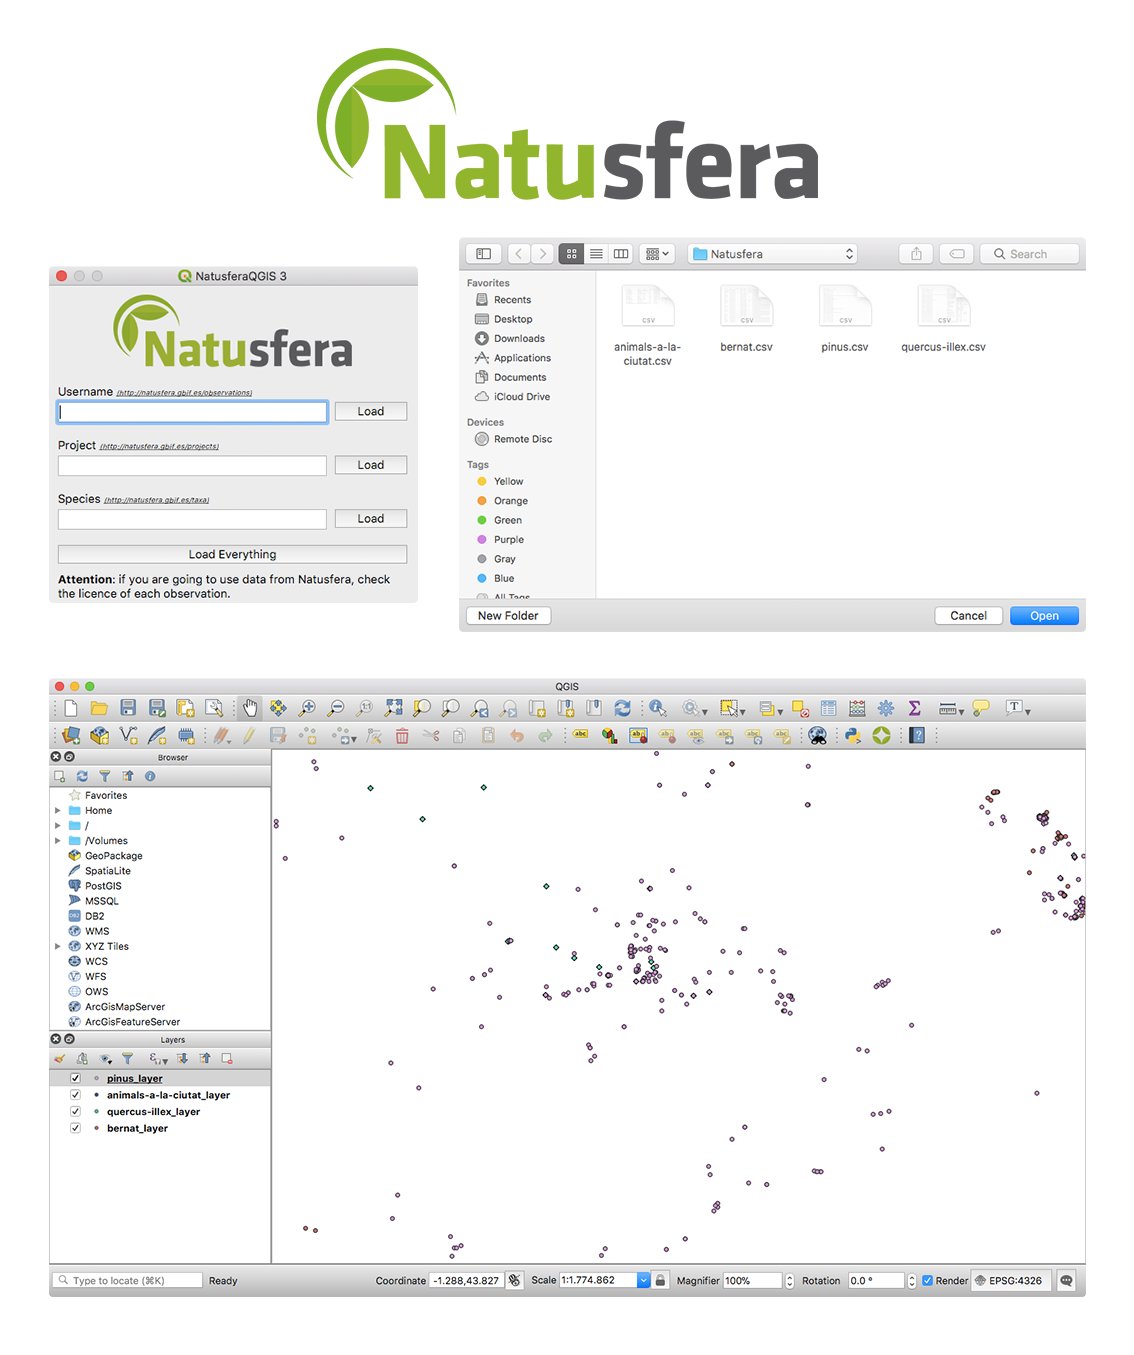 Natusfera
NatusferaQGIS 3
Natusfera
Username (http://natusfera.gbif.es/observations)
Load
Project (http://natusfera.gbif.es/projects)
Load
Species (http://natusfera.gbif.es/taxa)
Load
Load Everything
Attention: if you are going to use data from Natusfera, check
the licence of each observation.
Natusfera
Search
Favorites
Recents
Desktop
Downloads
Applications
Documents
iCloud Drive
Devices
Remote Disc
Tags
Yellow
Orange
Green
Purple
Gray
Blue
All Tags
CSV
CSV
CSV
CSV
animals-a-la-
ciutat.csv
bernat.csv
pinus.csv
quercus-illex.csv
New Folder
Cancel
Open
QGIS
Browser
Favorites
Home
/
/Volumes
GeoPackage
SpatiaLite
PostGIS
MSSQL
DB2
WMS
XYZ Tiles
WCS
WFS
OWS
ArcGisMapServer
ArcGisFeatureServer
Layers
pinus_layer
animals-a-la-ciutat_layer
quercus-illex_layer
bernat_layer
Type to locate (⌘K)
Ready
Coordinate -1.288,43.827
Scale 1:1.774.862
Magnifier 100%
Rotation 0.0 °
Render
EPSG:4326